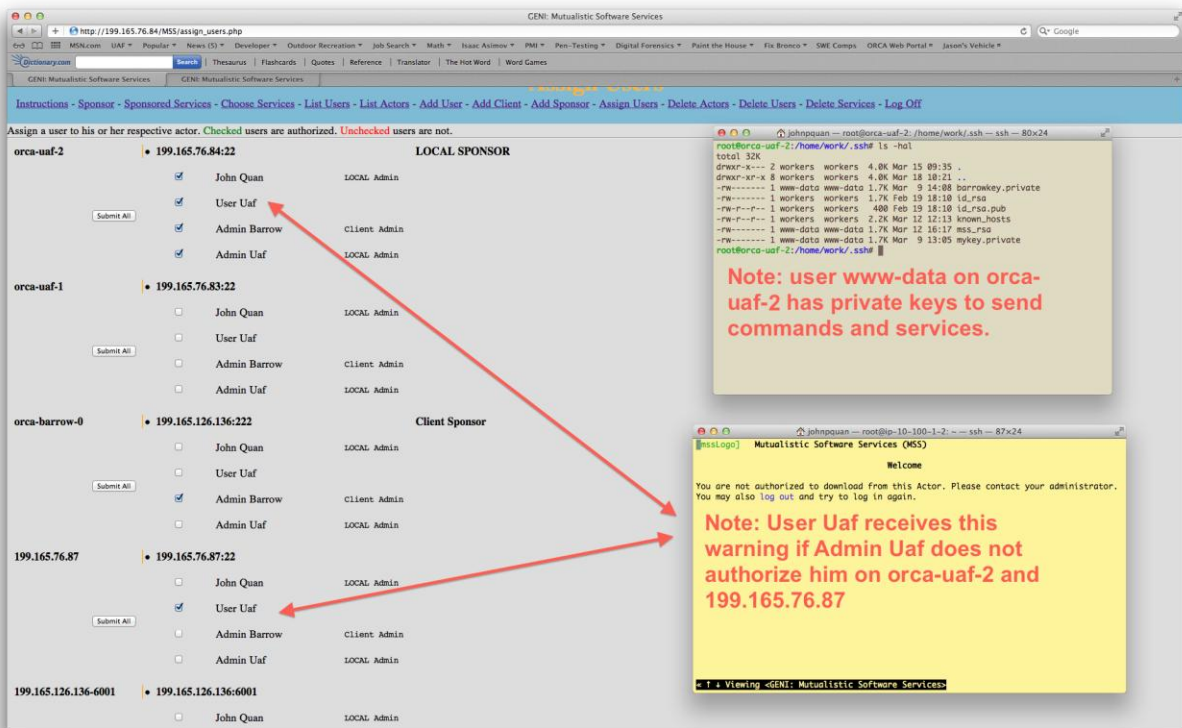 GENI: Mutualistic Software Services
http://199.165.76.84/MSS/assign_users.php
Google
MSN.com UAF Popular News (5) Developer Outdoor Recreation Job Search Math Isaac Asimov PMI Pen-Testing Digital Forensics Paint the House Fix Bronco SWE Comps ORCA Web Portal Jason's Vehicle
Dictionary.com Search Thesaurus Flashcards Quotes Reference Translator The Hot Word Word Games
GENI: Mutualistic Software Services GENI: Mutualistic Software Services
Assign Users
Instructions - Sponsor - Sponsored Services - Choose Services - List Users - List Actors - Add User - Add Client - Add Sponsor - Assign Users - Delete Actors - Delete Users - Delete Services - Log Off
Assign a user to his or her respective actor. Checked users are authorized. Unchecked users are not.
orca-uaf-2 • 199.165.76.84:22 LOCAL SPONSOR
John Quan LOCAL Admin
User Uaf
Submit All
Admin Barrow Client Admin
Admin Uaf LOCAL Admin
orca-uaf-1 • 199.165.76.83:22
John Quan LOCAL Admin
User Uaf
Submit All
Admin Barrow Client Admin
Admin Uaf LOCAL Admin
orca-barrow-0 • 199.165.126.136:222 Client Sponsor
John Quan LOCAL Admin
User Uaf
Submit All
Admin Barrow Client Admin
Admin Uaf LOCAL Admin
199.165.76.87 • 199.165.76.87:22
John Quan LOCAL Admin
User Uaf
Submit All
Admin Barrow Client Admin
Admin Uaf LOCAL Admin
199.165.126.136-6001 • 199.165.126.136:6001
John Quan LOCAL Admin
johnpquan — root@orca-uaf-2: /home/work/.ssh — ssh — 80×24
root@orca-uaf-2:/home/work/.ssh# ls -hal
total 32K
drwxr-x--- 2 workers workers 4.0K Mar 15 09:35 .
drwxr-xr-x 8 workers workers 4.0K Mar 18 10:21 ..
-rw------- 1 www-data www-data 1.7K Mar 9 14:08 barrowkey.private
-rw------- 1 workers workers 1.7K Feb 19 18:10 id_rsa
-rw-r--r-- 1 workers workers 400 Feb 19 18:10 id_rsa.pub
-rw-r--r-- 1 workers workers 2.2K Mar 12 12:13 known_hosts
-rw------- 1 www-data www-data 1.7K Mar 12 16:17 mss_rsa
-rw------- 1 www-data www-data 1.7K Mar 9 13:05 mykey.private
root@orca-uaf-2:/home/work/.ssh#
Note: user www-data on orca-
uaf-2 has private keys to send
commands and services.
johnpquan — root@ip-10-100-1-2: ~ — ssh — 87×24
[mssLogo] Mutualistic Software Services (MSS)
Welcome
You are not authorized to download from this Actor. Please contact your administrator.
You may also log out and try to log in again.
Note: User Uaf receives this
warning if Admin Uaf does not
authorize him on orca-uaf-2 and
199.165.76.87
< ↑ ↓ Viewing <GENI: Mutualistic Software Services>